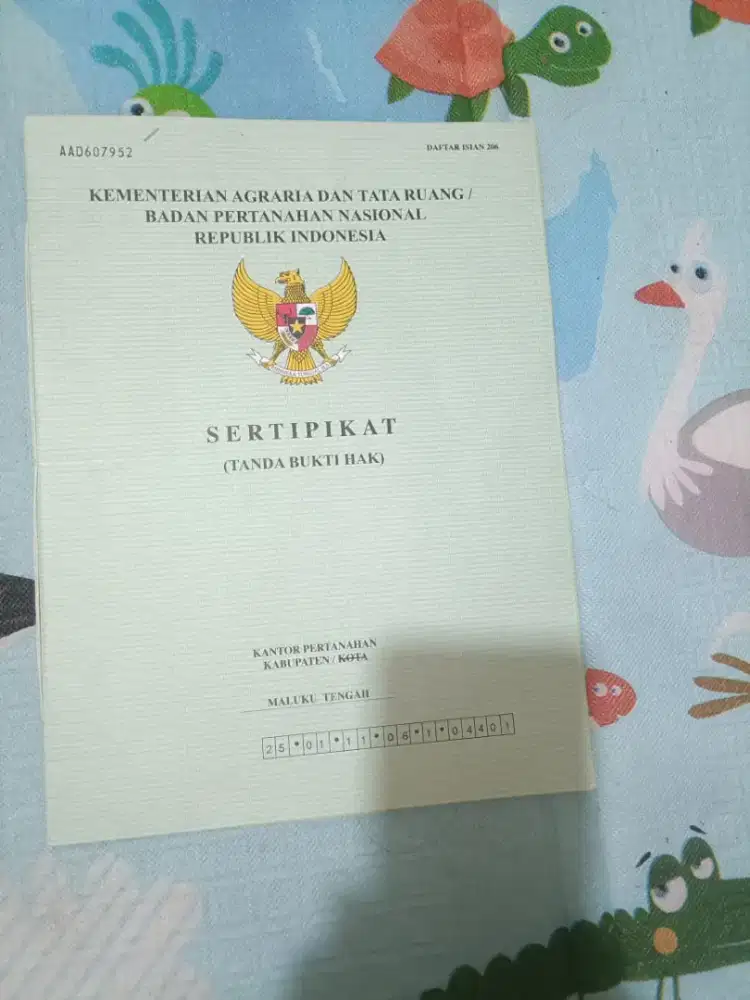 AAD607952
DAFTAR ISIAN 206
KEMENTERIAN AGRARIA DAN TATA RUANG /
BADAN PERTANAHAN NASIONAL
REPUBLIK INDONESIA
SERTIPIKAT
(TANDA BUKTI HAK)
KANTOR PERTANAHAN
KABUPATEN / KOTA
MALUKU TENGAH
25*01*11*06*1*04401